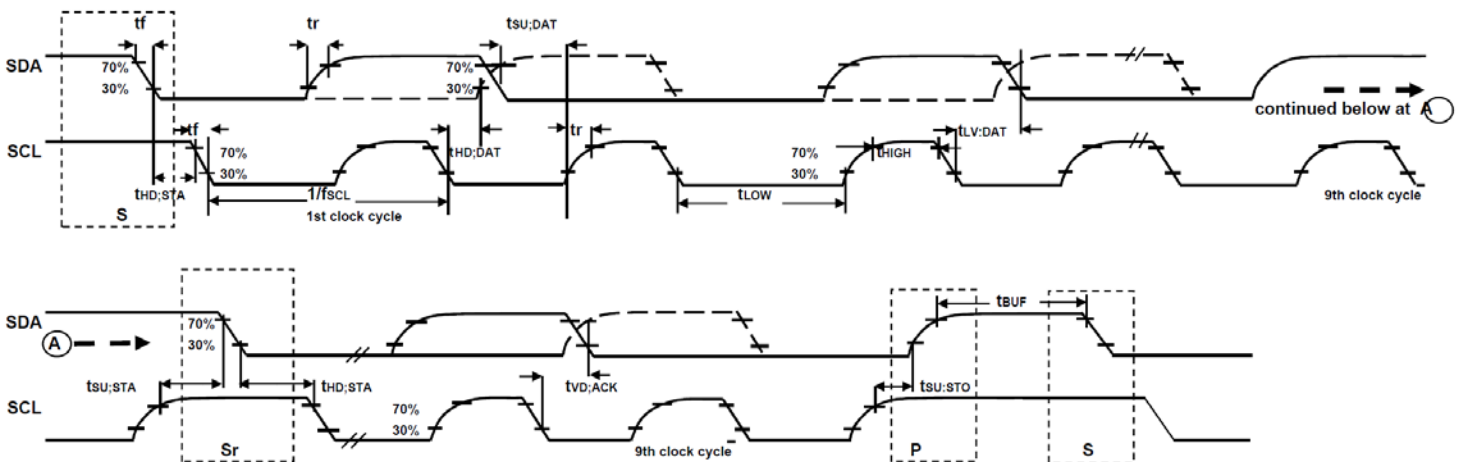 tf tr tSU;DAT
SDA 70% 70%
30% 30%
continued below at A
tf tHD;DAT tr tHIGH tLV:DAT
SCL 70% 70%
30% 30%
tHD;STA 1/fSCL tLOW
S 1st clock cycle 9th clock cycle
tBUF
SDA 70%
A 30%
tSU;STA tHD;STA tVD;ACK tSU:STO
SCL 70%
30%
Sr 9th clock cycle P S